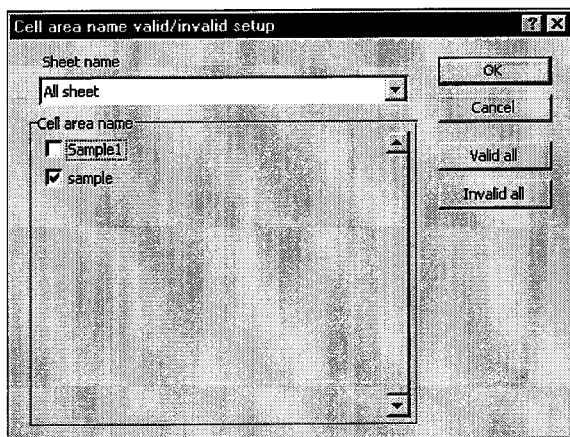 Cell area name valid/invalid setup
Sheet name
All sheet
OK
Cancel
Cell area name
Sample1
sample
Valid all
Invalid all